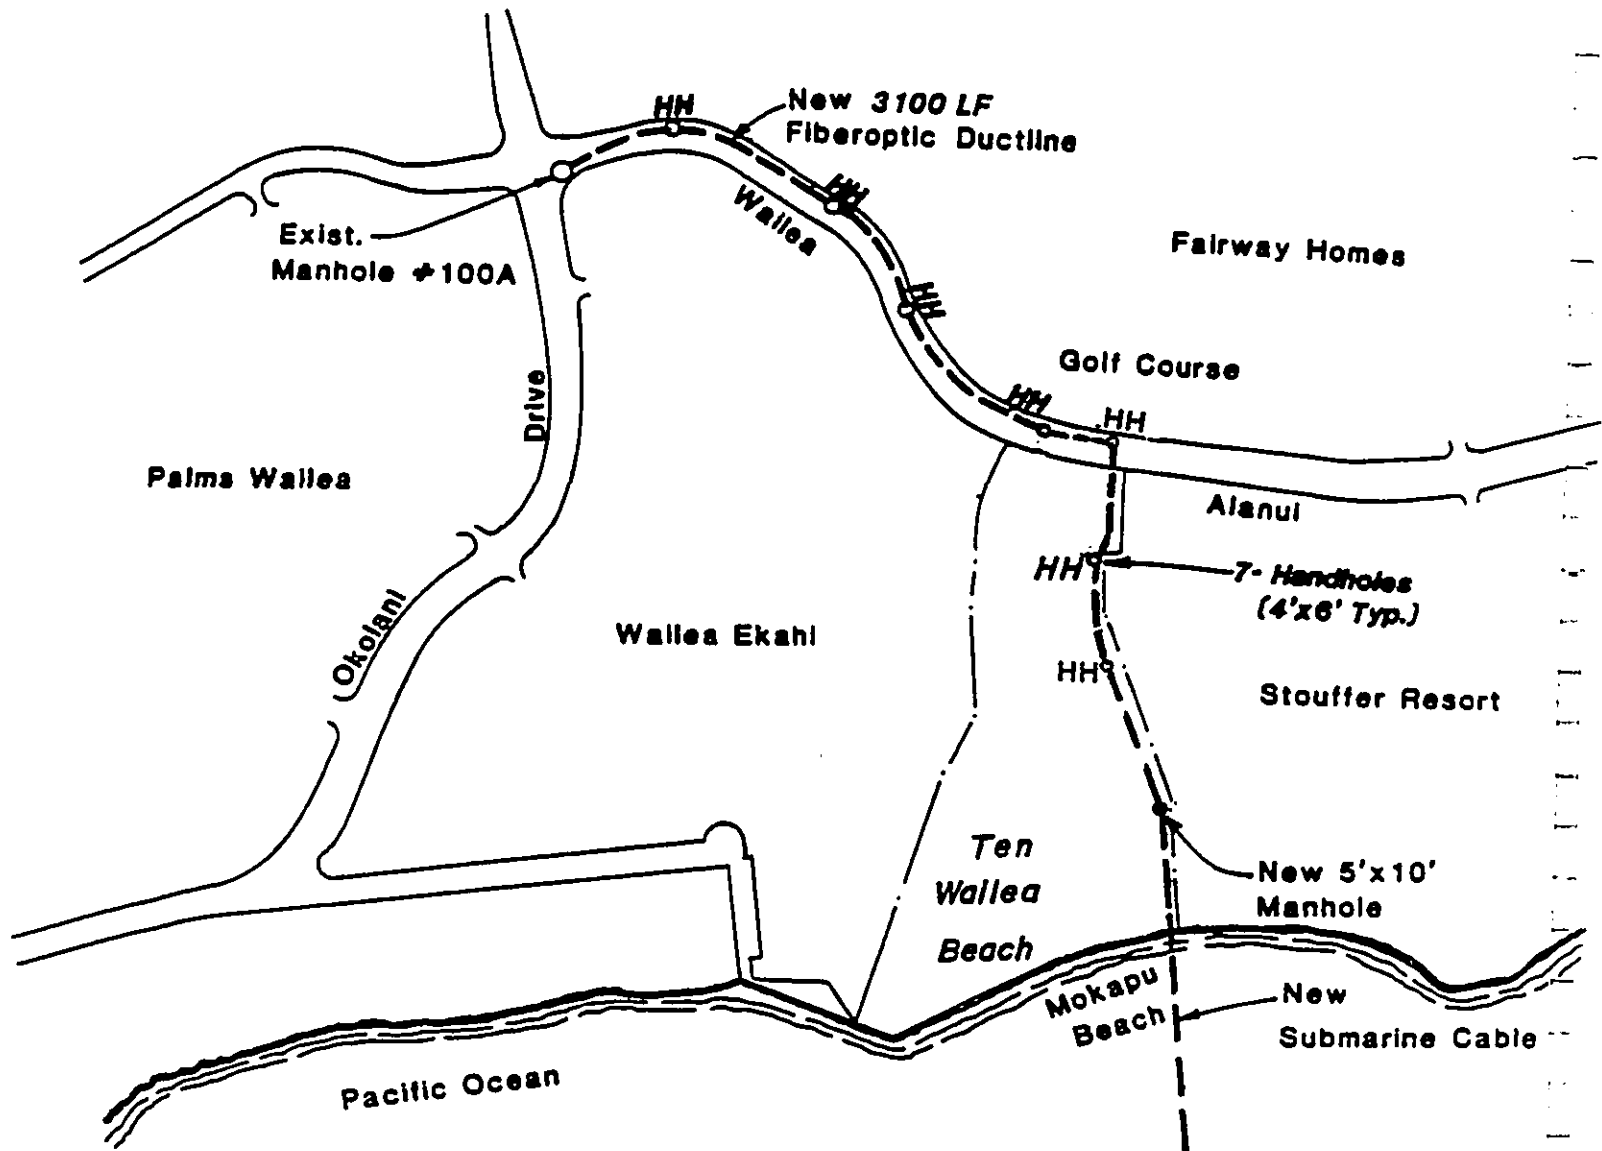 HH
New 3100 LF
Fiberoptic Ductline
HH
Wailea
Exist.
Manhole #100A
Fairway Homes
HH
Golf Course
HH
HH
Drive
Palms Wailea
Alanui
HH
7- Handholes
(4'x6' Typ.)
Okolani
Wailea Ekahi
HH
Stouffer Resort
Ten
Wailea
Beach
New 5'x10'
Manhole
Mokapu
Beach
New
Submarine Cable
Pacific Ocean